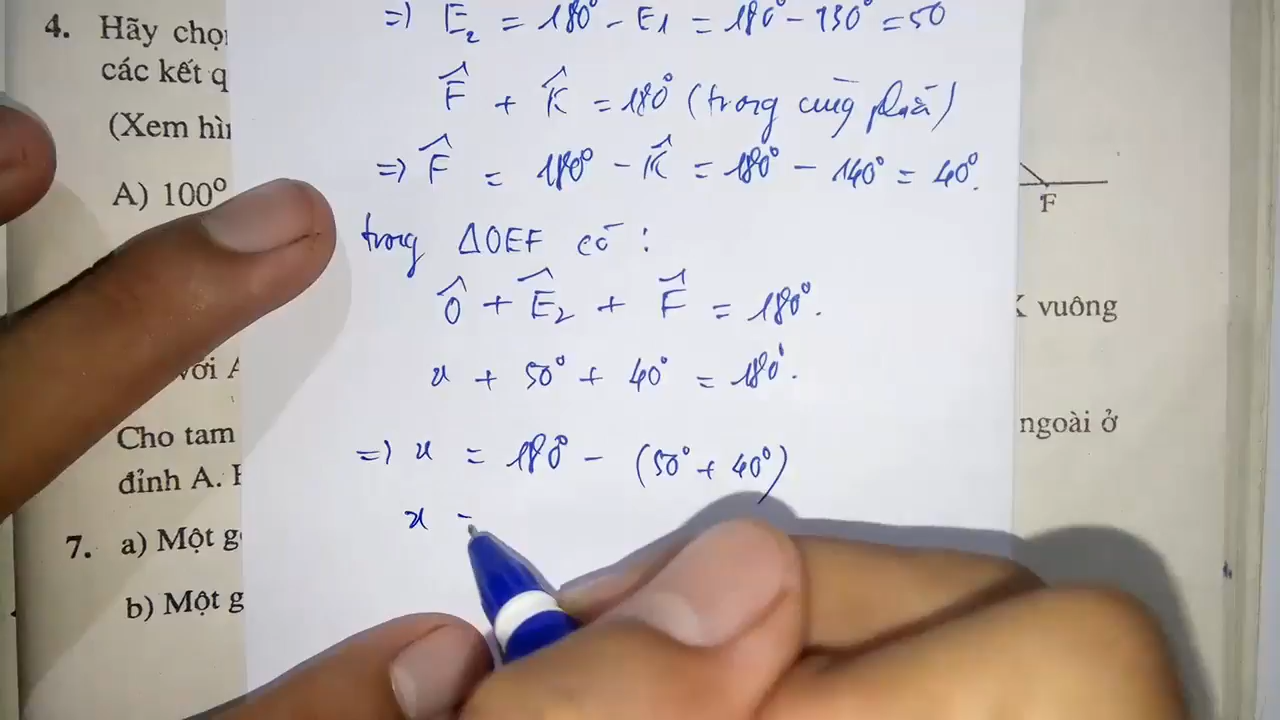 4. Hãy chọ
các kết q
(Xem hì
A) 100°
F
K vuông
với A
Cho tam
ngoài ở
đỉnh A. F
7. a) Một g
b) Một g
=> E₂ = 180° - E1 = 180° - 130° = 50
F̂ + K̂ = 180° (trong cùng phía)
=> F̂ = 180° - K̂ = 180° - 140° = 40°.
trong ΔOEF có :
Ô + Ê₂ + F̂ = 180°.
x + 50° + 40° = 180°.
=> x = 180° - (50° + 40°)
x -